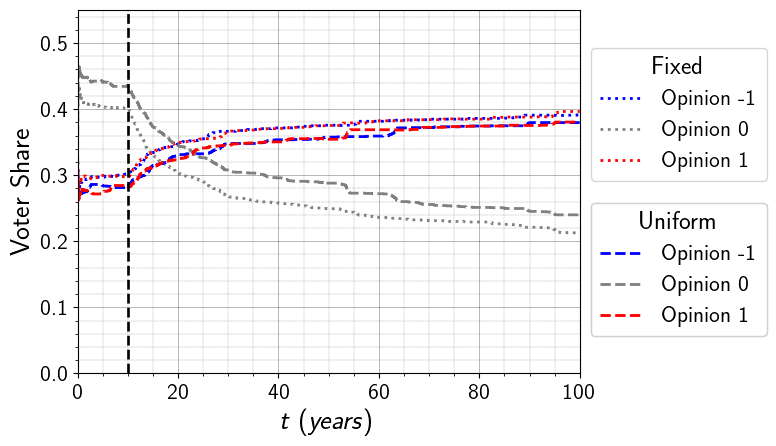 0.5
0.4
0.3
0.2
0.1
0.0
Voter Share
0 20 40 60 80 100
t (years)
Fixed
Opinion -1
Opinion 0
Opinion 1
Uniform
Opinion -1
Opinion 0
Opinion 1